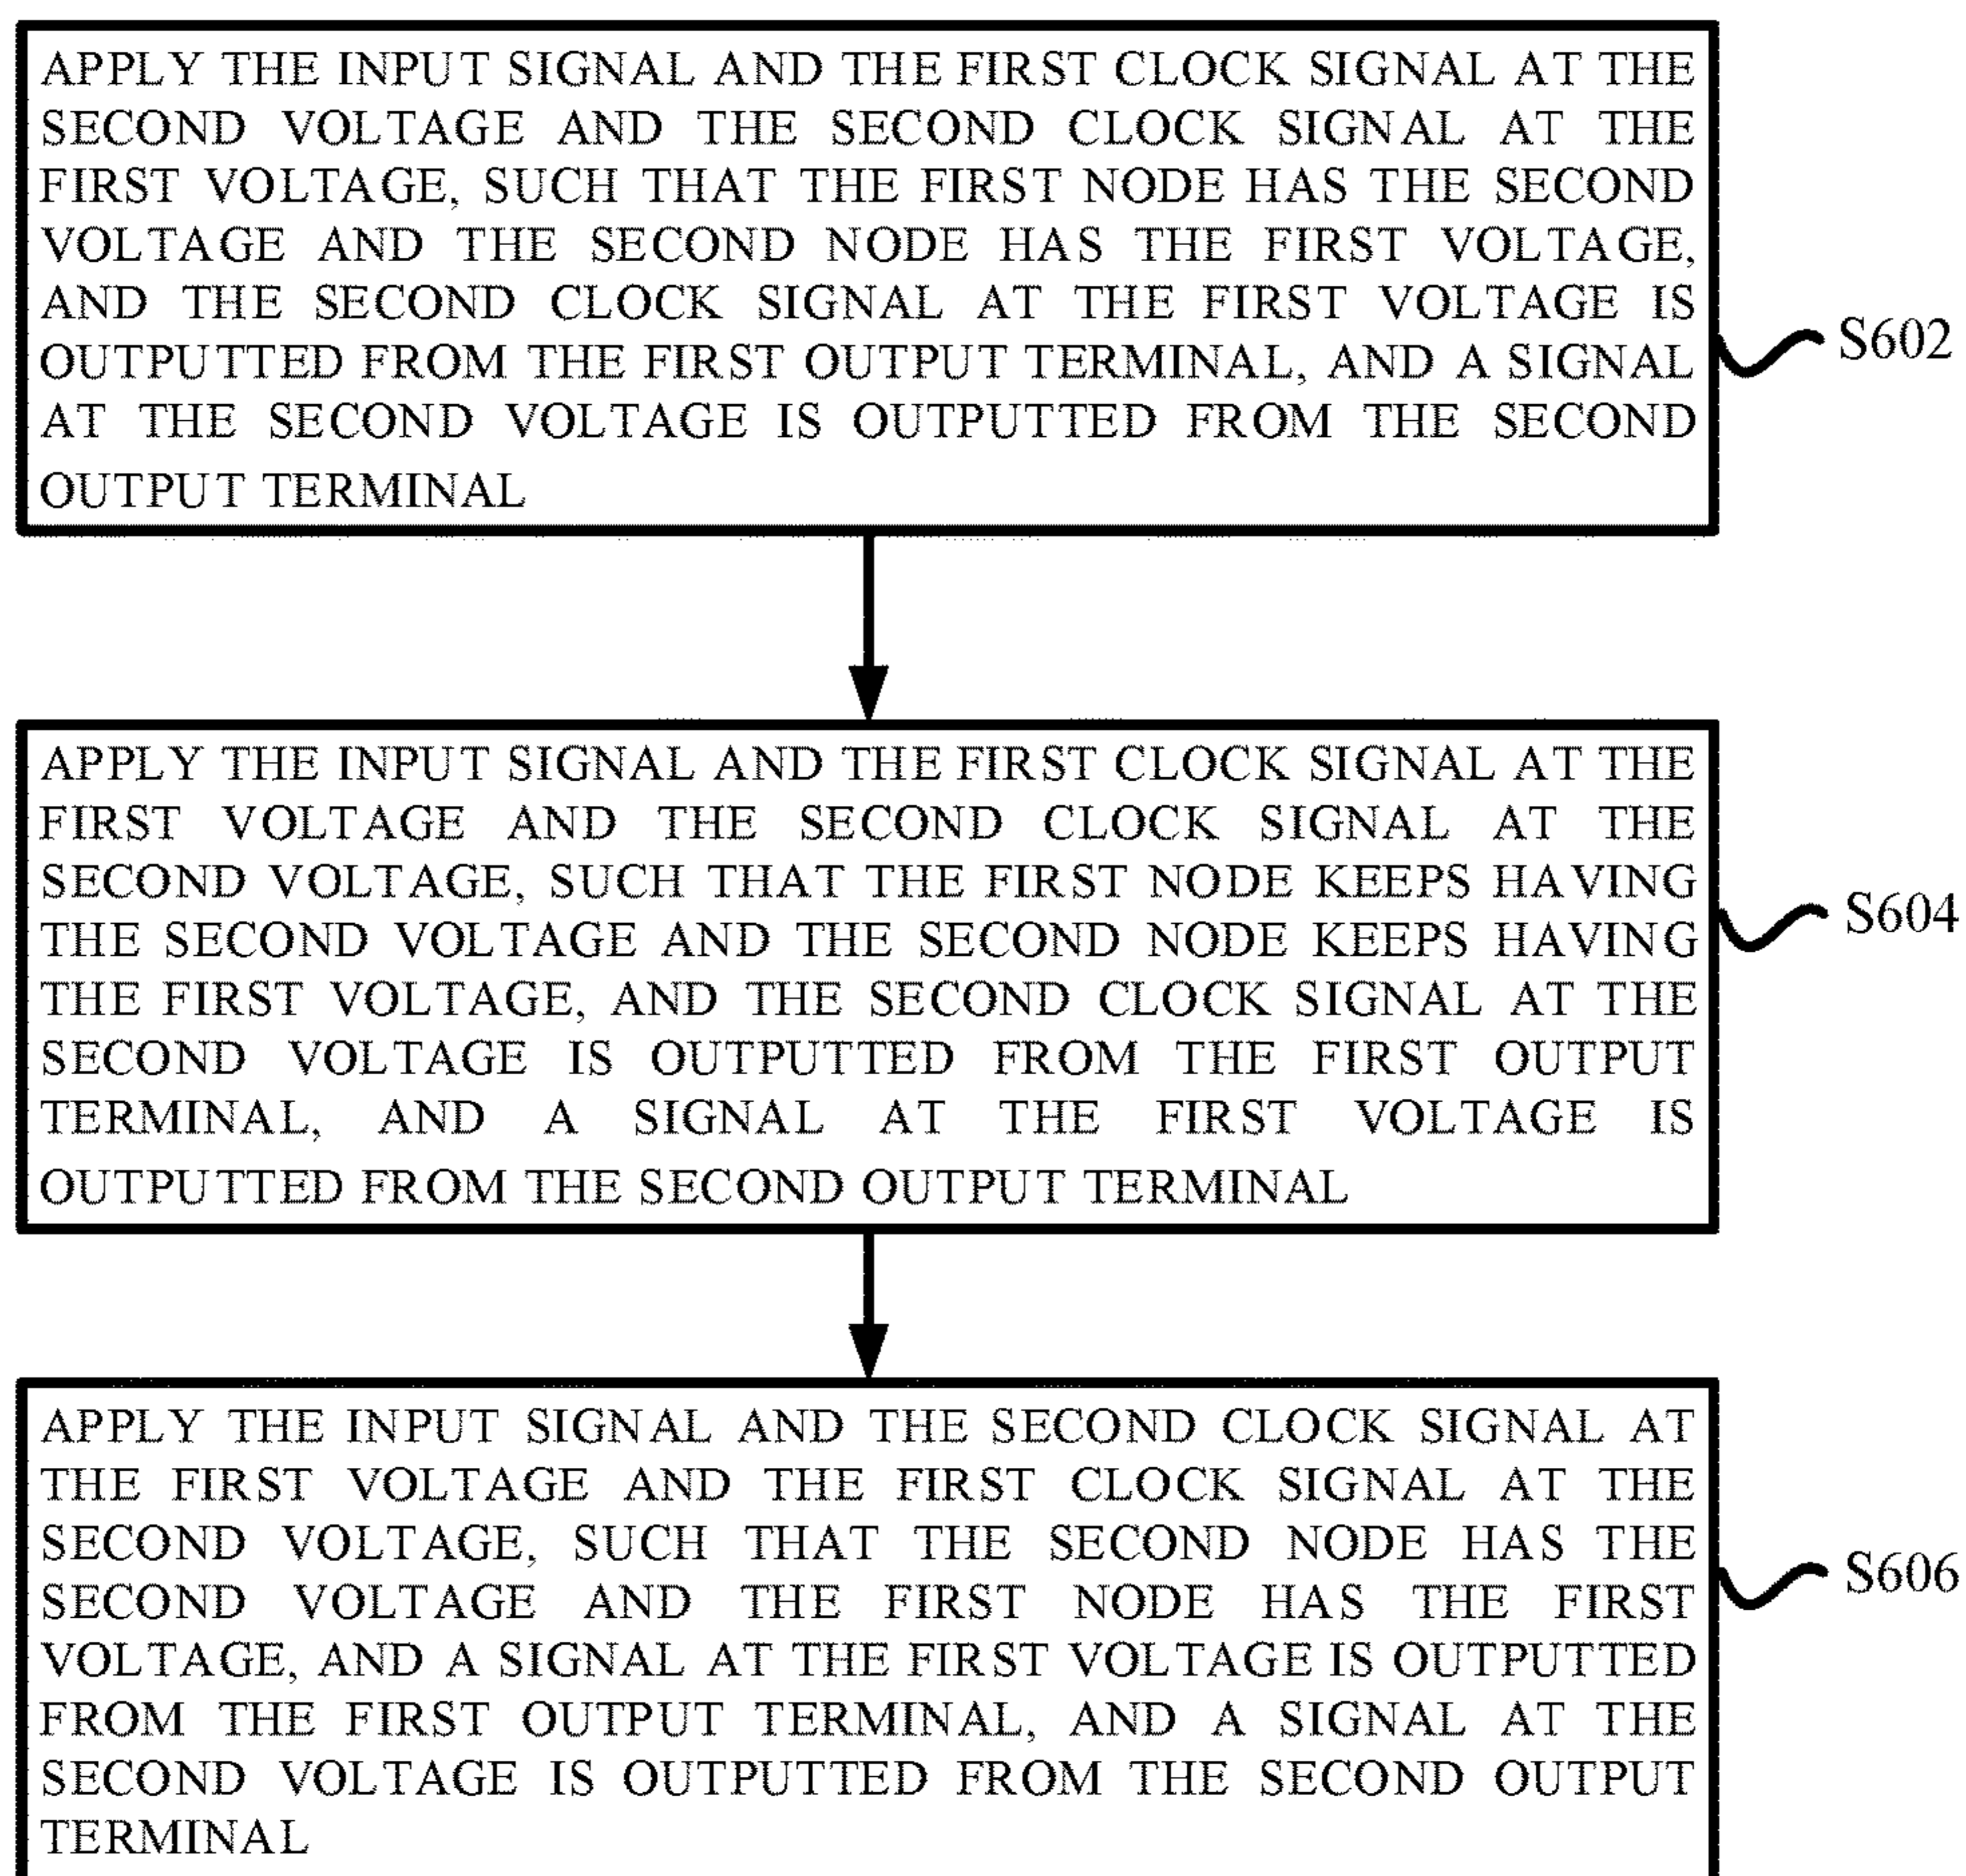 APPLY THE INPUT SIGNAL AND THE FIRST CLOCK SIGNAL AT THE
SECOND VOLTAGE AND THE SECOND CLOCK SIGNAL AT THE
FIRST VOLTAGE, SUCH THAT THE FIRST NODE HAS THE SECOND
VOLTAGE AND THE SECOND NODE HAS THE FIRST VOLTAGE,
AND THE SECOND CLOCK SIGNAL AT THE FIRST VOLTAGE IS
OUTPUTTED FROM THE FIRST OUTPUT TERMINAL, AND A SIGNAL
AT THE SECOND VOLTAGE IS OUTPUTTED FROM THE SECOND
OUTPUT TERMINAL
S602
APPLY THE INPUT SIGNAL AND THE FIRST CLOCK SIGNAL AT THE
FIRST VOLTAGE AND THE SECOND CLOCK SIGNAL AT THE
SECOND VOLTAGE, SUCH THAT THE FIRST NODE KEEPS HAVING
THE SECOND VOLTAGE AND THE SECOND NODE KEEPS HAVING
THE FIRST VOLTAGE, AND THE SECOND CLOCK SIGNAL AT THE
SECOND VOLTAGE IS OUTPUTTED FROM THE FIRST OUTPUT
TERMINAL, AND A SIGNAL AT THE FIRST VOLTAGE IS
OUTPUTTED FROM THE SECOND OUTPUT TERMINAL
S604
APPLY THE INPUT SIGNAL AND THE SECOND CLOCK SIGNAL AT
THE FIRST VOLTAGE AND THE FIRST CLOCK SIGNAL AT THE
SECOND VOLTAGE, SUCH THAT THE SECOND NODE HAS THE
SECOND VOLTAGE AND THE FIRST NODE HAS THE FIRST
VOLTAGE, AND A SIGNAL AT THE FIRST VOLTAGE IS OUTPUTTED
FROM THE FIRST OUTPUT TERMINAL, AND A SIGNAL AT THE
SECOND VOLTAGE IS OUTPUTTED FROM THE SECOND OUTPUT
TERMINAL
S606